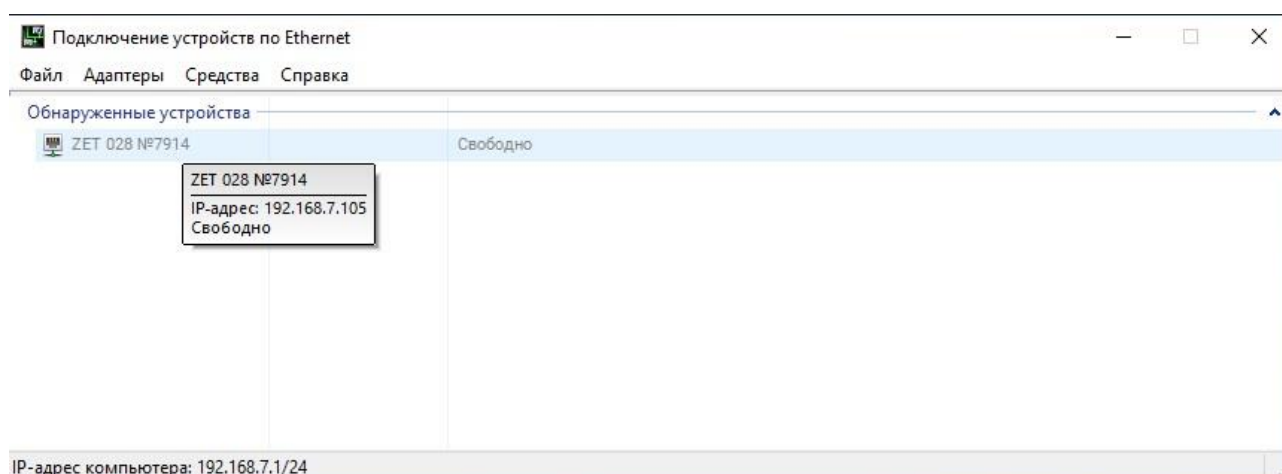 Подключение устройств по Ethernet
Файл Адаптеры Средства Справка
Обнаруженные устройства
ZET 028 №7914 Свободно
ZET 028 №7914
IP-адрес: 192.168.7.105
Свободно
IP-адрес компьютера: 192.168.7.1/24